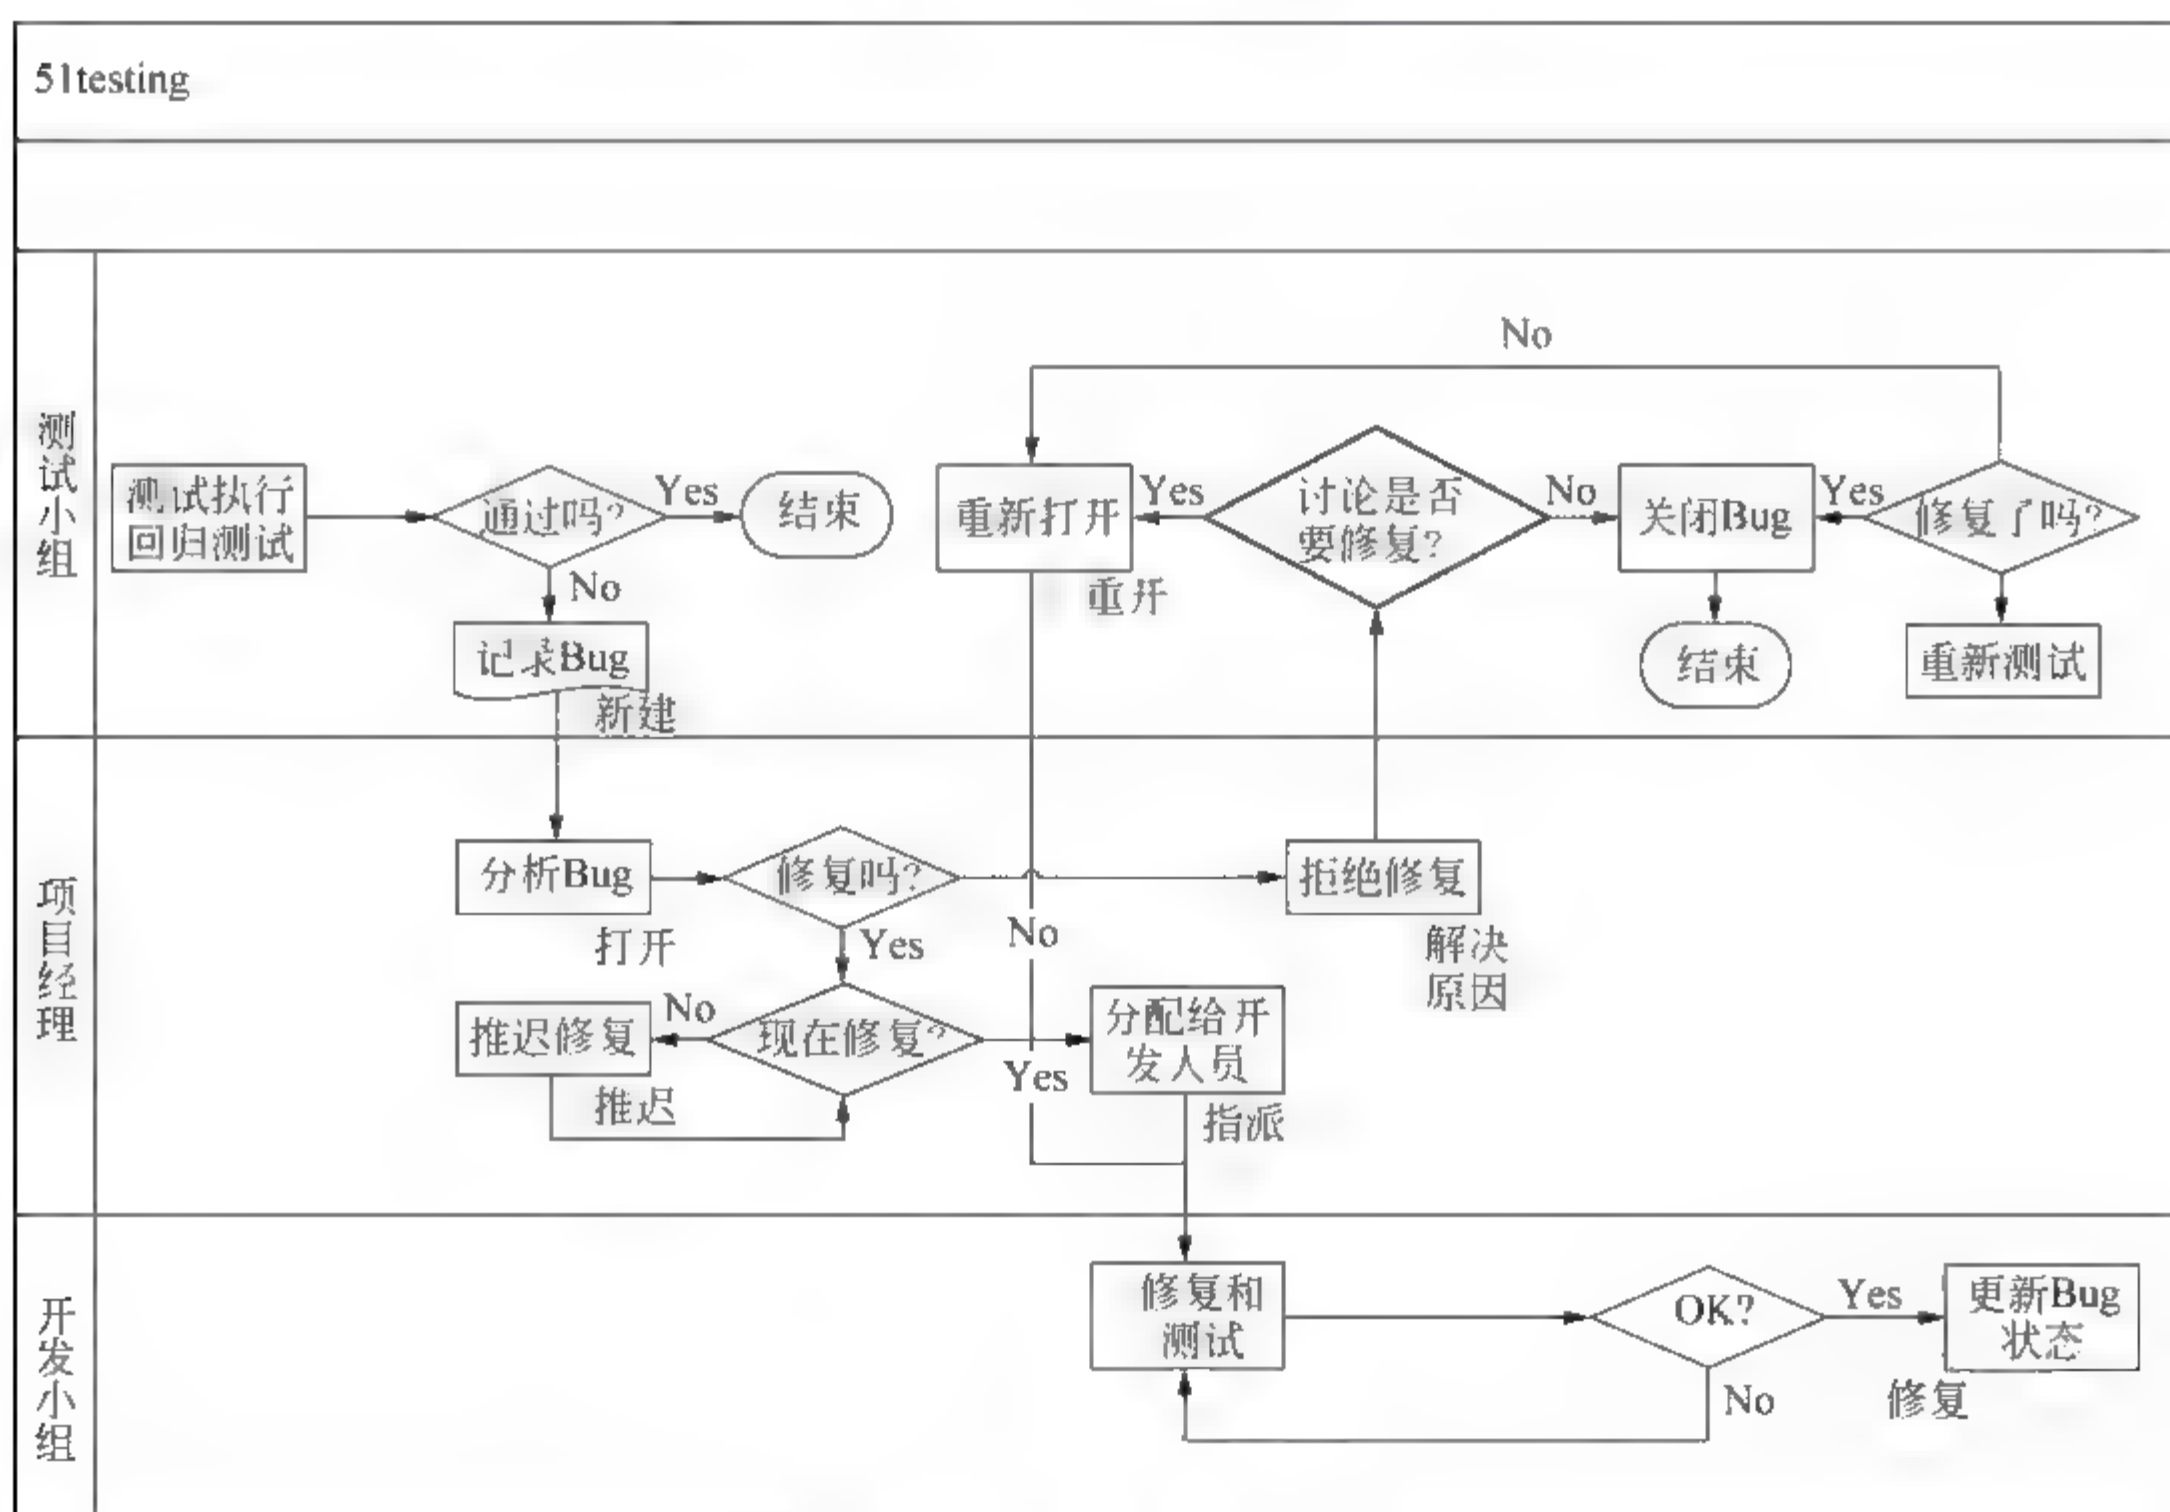 51testing
测试小组
测试执行
回归测试
通过吗?
Yes
结束
No
记录Bug
新建
No
重新打开
重开
Yes
讨论是否
要修复?
No
关闭Bug
Yes
修复了吗?
结束
重新测试
项目经理
分析Bug
打开
修复吗?
Yes
No
拒绝修复
解决
原因
推迟修复
推迟
No
现在修复?
Yes
分配给开
发人员
指派
开发小组
修复和
测试
OK?
Yes
更新Bug
状态
修复
No